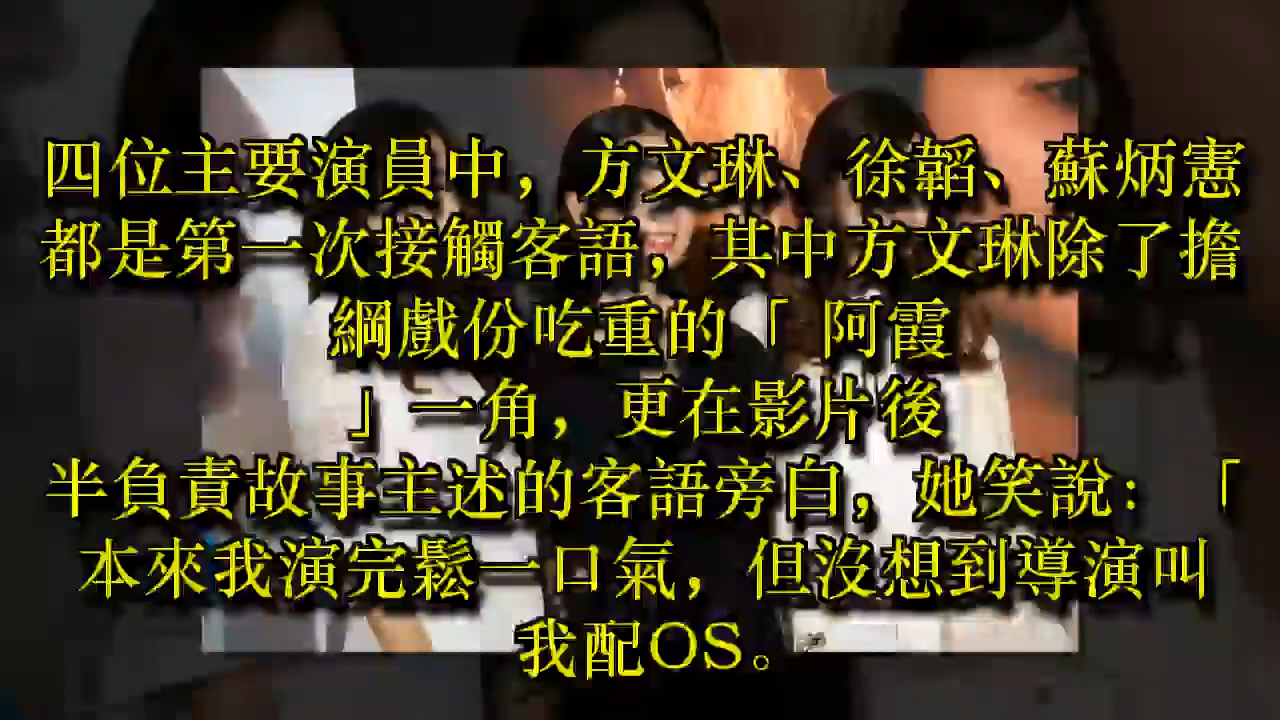 四位主要演員中，方文琳、徐韜、蘇炳憲
都是第一次接觸客語，其中方文琳除了擔
綱戲份吃重的「 阿霞
」一角，更在影片後
半負責故事主述的客語旁白，她笑說：「
本來我演完鬆一口氣，但沒想到導演叫
我配OS。